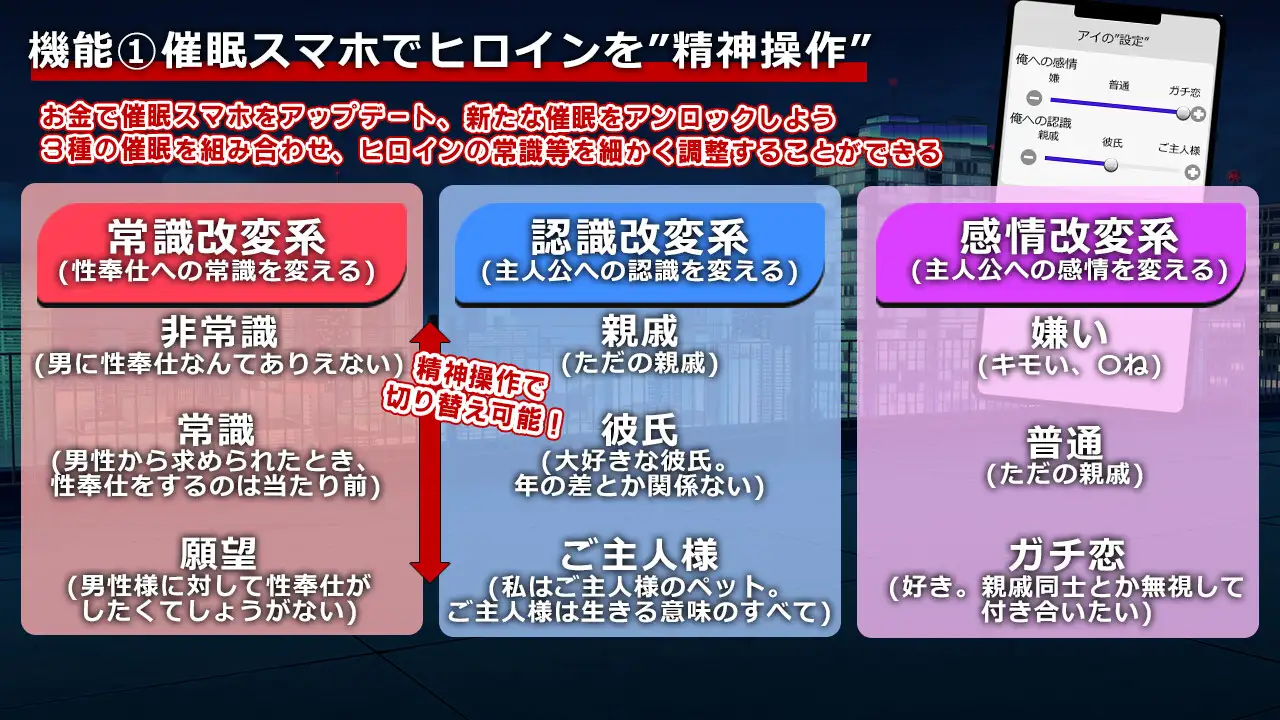 機能①催眠スマホでヒロインを”精神操作”
お金で催眠スマホをアップデート、新たな催眠をアンロックしよう
３種の催眠を組み合わせ、ヒロインの常識等を細かく調整することができる
アイの”設定”
俺への感情
嫌 普通 ガチ恋
俺への認識
親戚 彼氏 ご主人様
常識改変系
(性奉仕への常識を変える)
非常識
(男に性奉仕なんてありえない)
常識
(男性から求められたとき、
性奉仕をするのは当たり前)
願望
(男性様に対して性奉仕が
したくてしょうがない)
精神操作で
切り替え可能！
認識改変系
(主人公への認識を変える)
親戚
(ただの親戚)
彼氏
(大好きな彼氏。
年の差とか関係ない)
ご主人様
(私はご主人様のペット。
ご主人様は生きる意味のすべて)
感情改変系
(主人公への感情を変える)
嫌い
(キモい、〇ね)
普通
(ただの親戚)
ガチ恋
(好き。親戚同士とか無視して
付き合いたい)